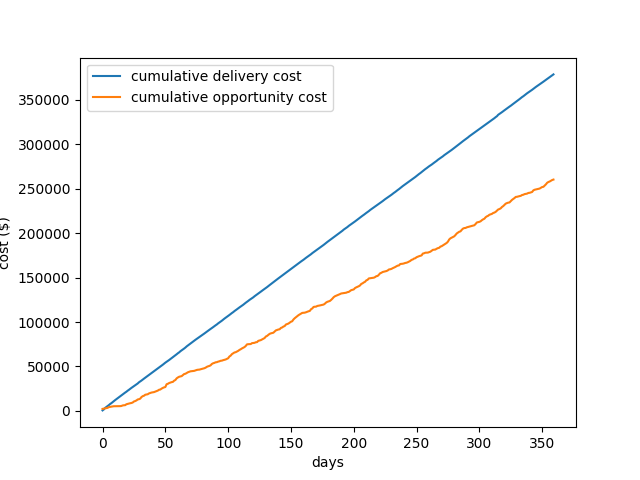 cumulative delivery cost
cumulative opportunity cost
350000
300000
250000
200000
150000
100000
50000
0
cost ($)
0 50 100 150 200 250 300 350
days